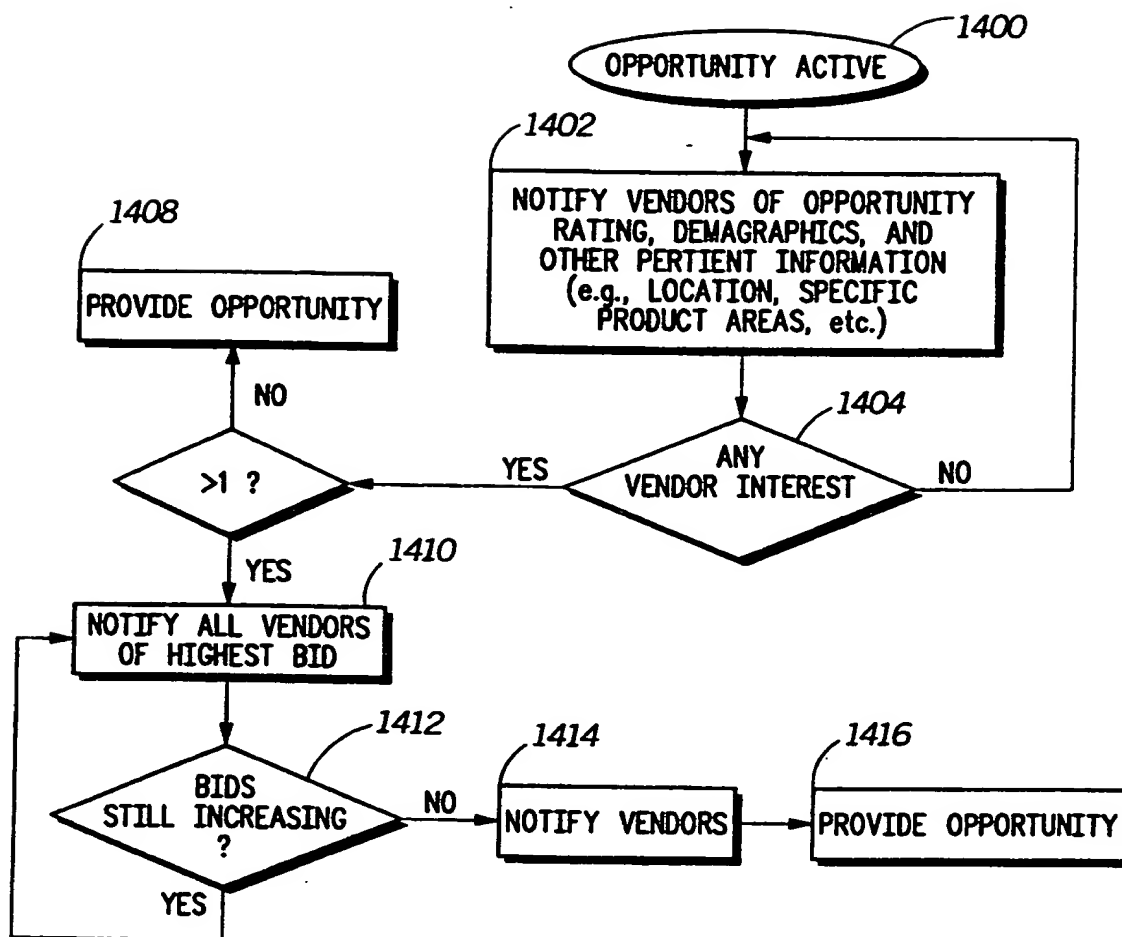 1400
OPPORTUNITY ACTIVE
1402
NOTIFY VENDORS OF OPPORTUNITY
RATING, DEMAGRAPHICS, AND
OTHER PERTIENT INFORMATION
(e.g., LOCATION, SPECIFIC
PRODUCT AREAS, etc.)
1408
PROVIDE OPPORTUNITY
NO
1404
ANY
VENDOR INTEREST
YES
NO
>1 ?
YES
1410
NOTIFY ALL VENDORS
OF HIGHEST BID
1412
BIDS
STILL INCREASING
?
NO
YES
1414
NOTIFY VENDORS
1416
PROVIDE OPPORTUNITY